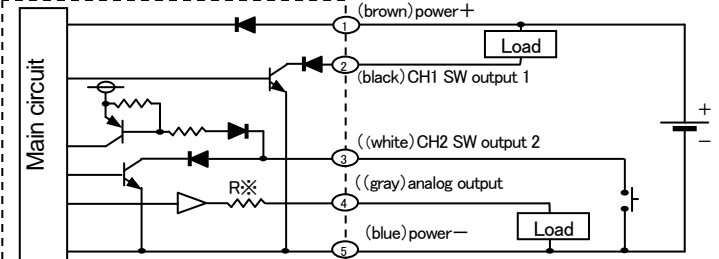 Main circuit
1
(brown)power+
Load
2
(black)CH1 SW output 1
+
−
3
((white)CH2 SW output 2
R※
4
((gray)analog output
Load
5
(blue)power−